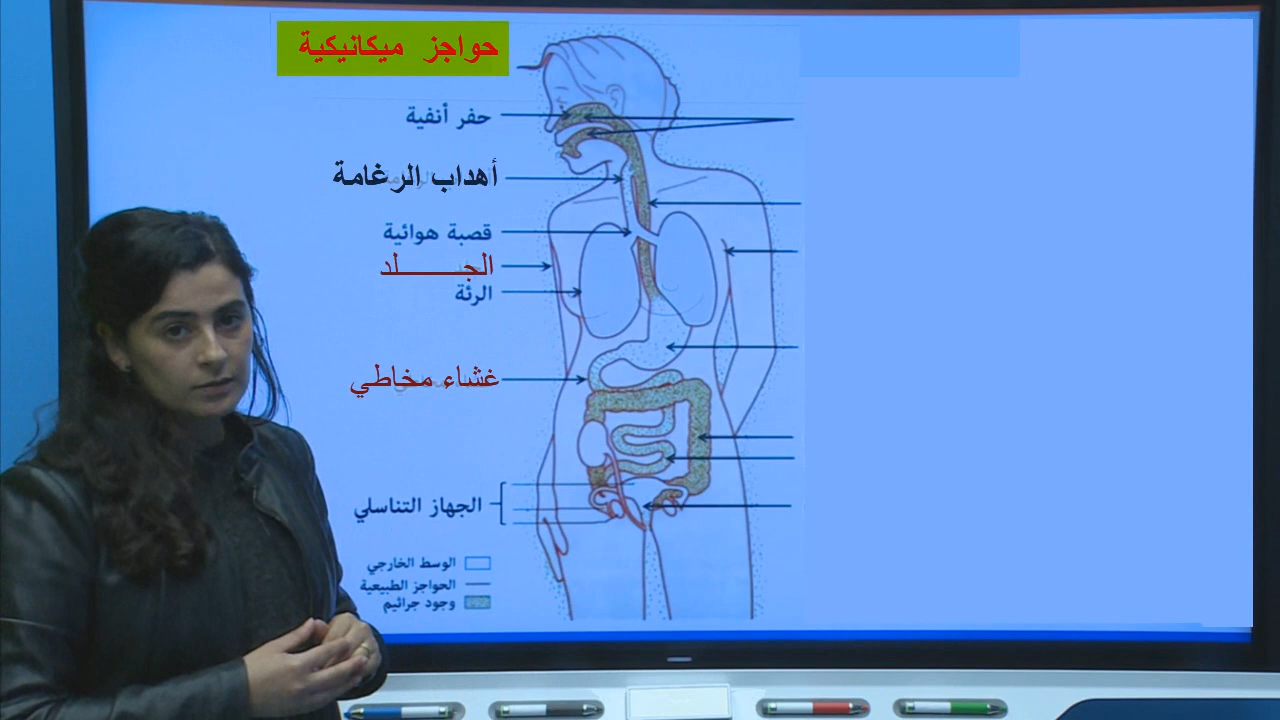 حواجز ميكانيكية
حفر أنفية
أهداب الرغامة
قصبة هوائية
الجـــــــلد
الرئة
غشاء مخاطي
الجهاز التناسلي
الوسط الخارجي
الحواجز الطبيعية
وجود جراثيم